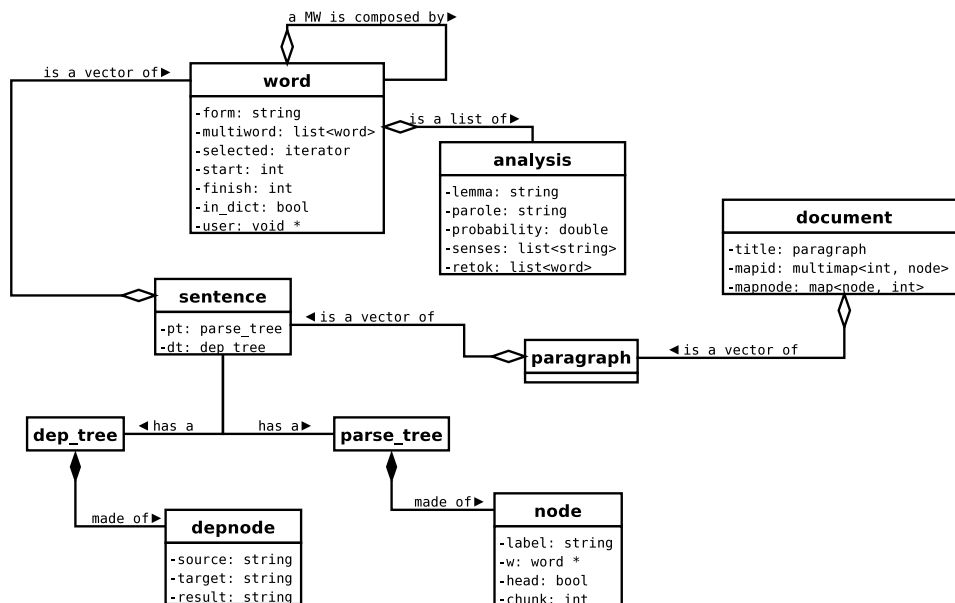 a MW is composed by►
is a vector of►
word
-form: string
-multiword: list<word>
-selected: iterator
-start: int
-finish: int
-in_dict: bool
-user: void *
is a list of►
analysis
-lemma: string
-parole: string
-probability: double
-senses: list<string>
-retok: list<word>
document
-title: paragraph
-mapid: multimap<int, node>
-mapnode: map<node, int>
sentence
-pt: parse_tree
-dt: dep_tree
◄is a vector of
paragraph
◄is a vector of
dep_tree
◄has a
has a►
parse_tree
made of►
depnode
-source: string
-target: string
-result: string
made of►
node
-label: string
-w: word *
-head: bool
-chunk: int